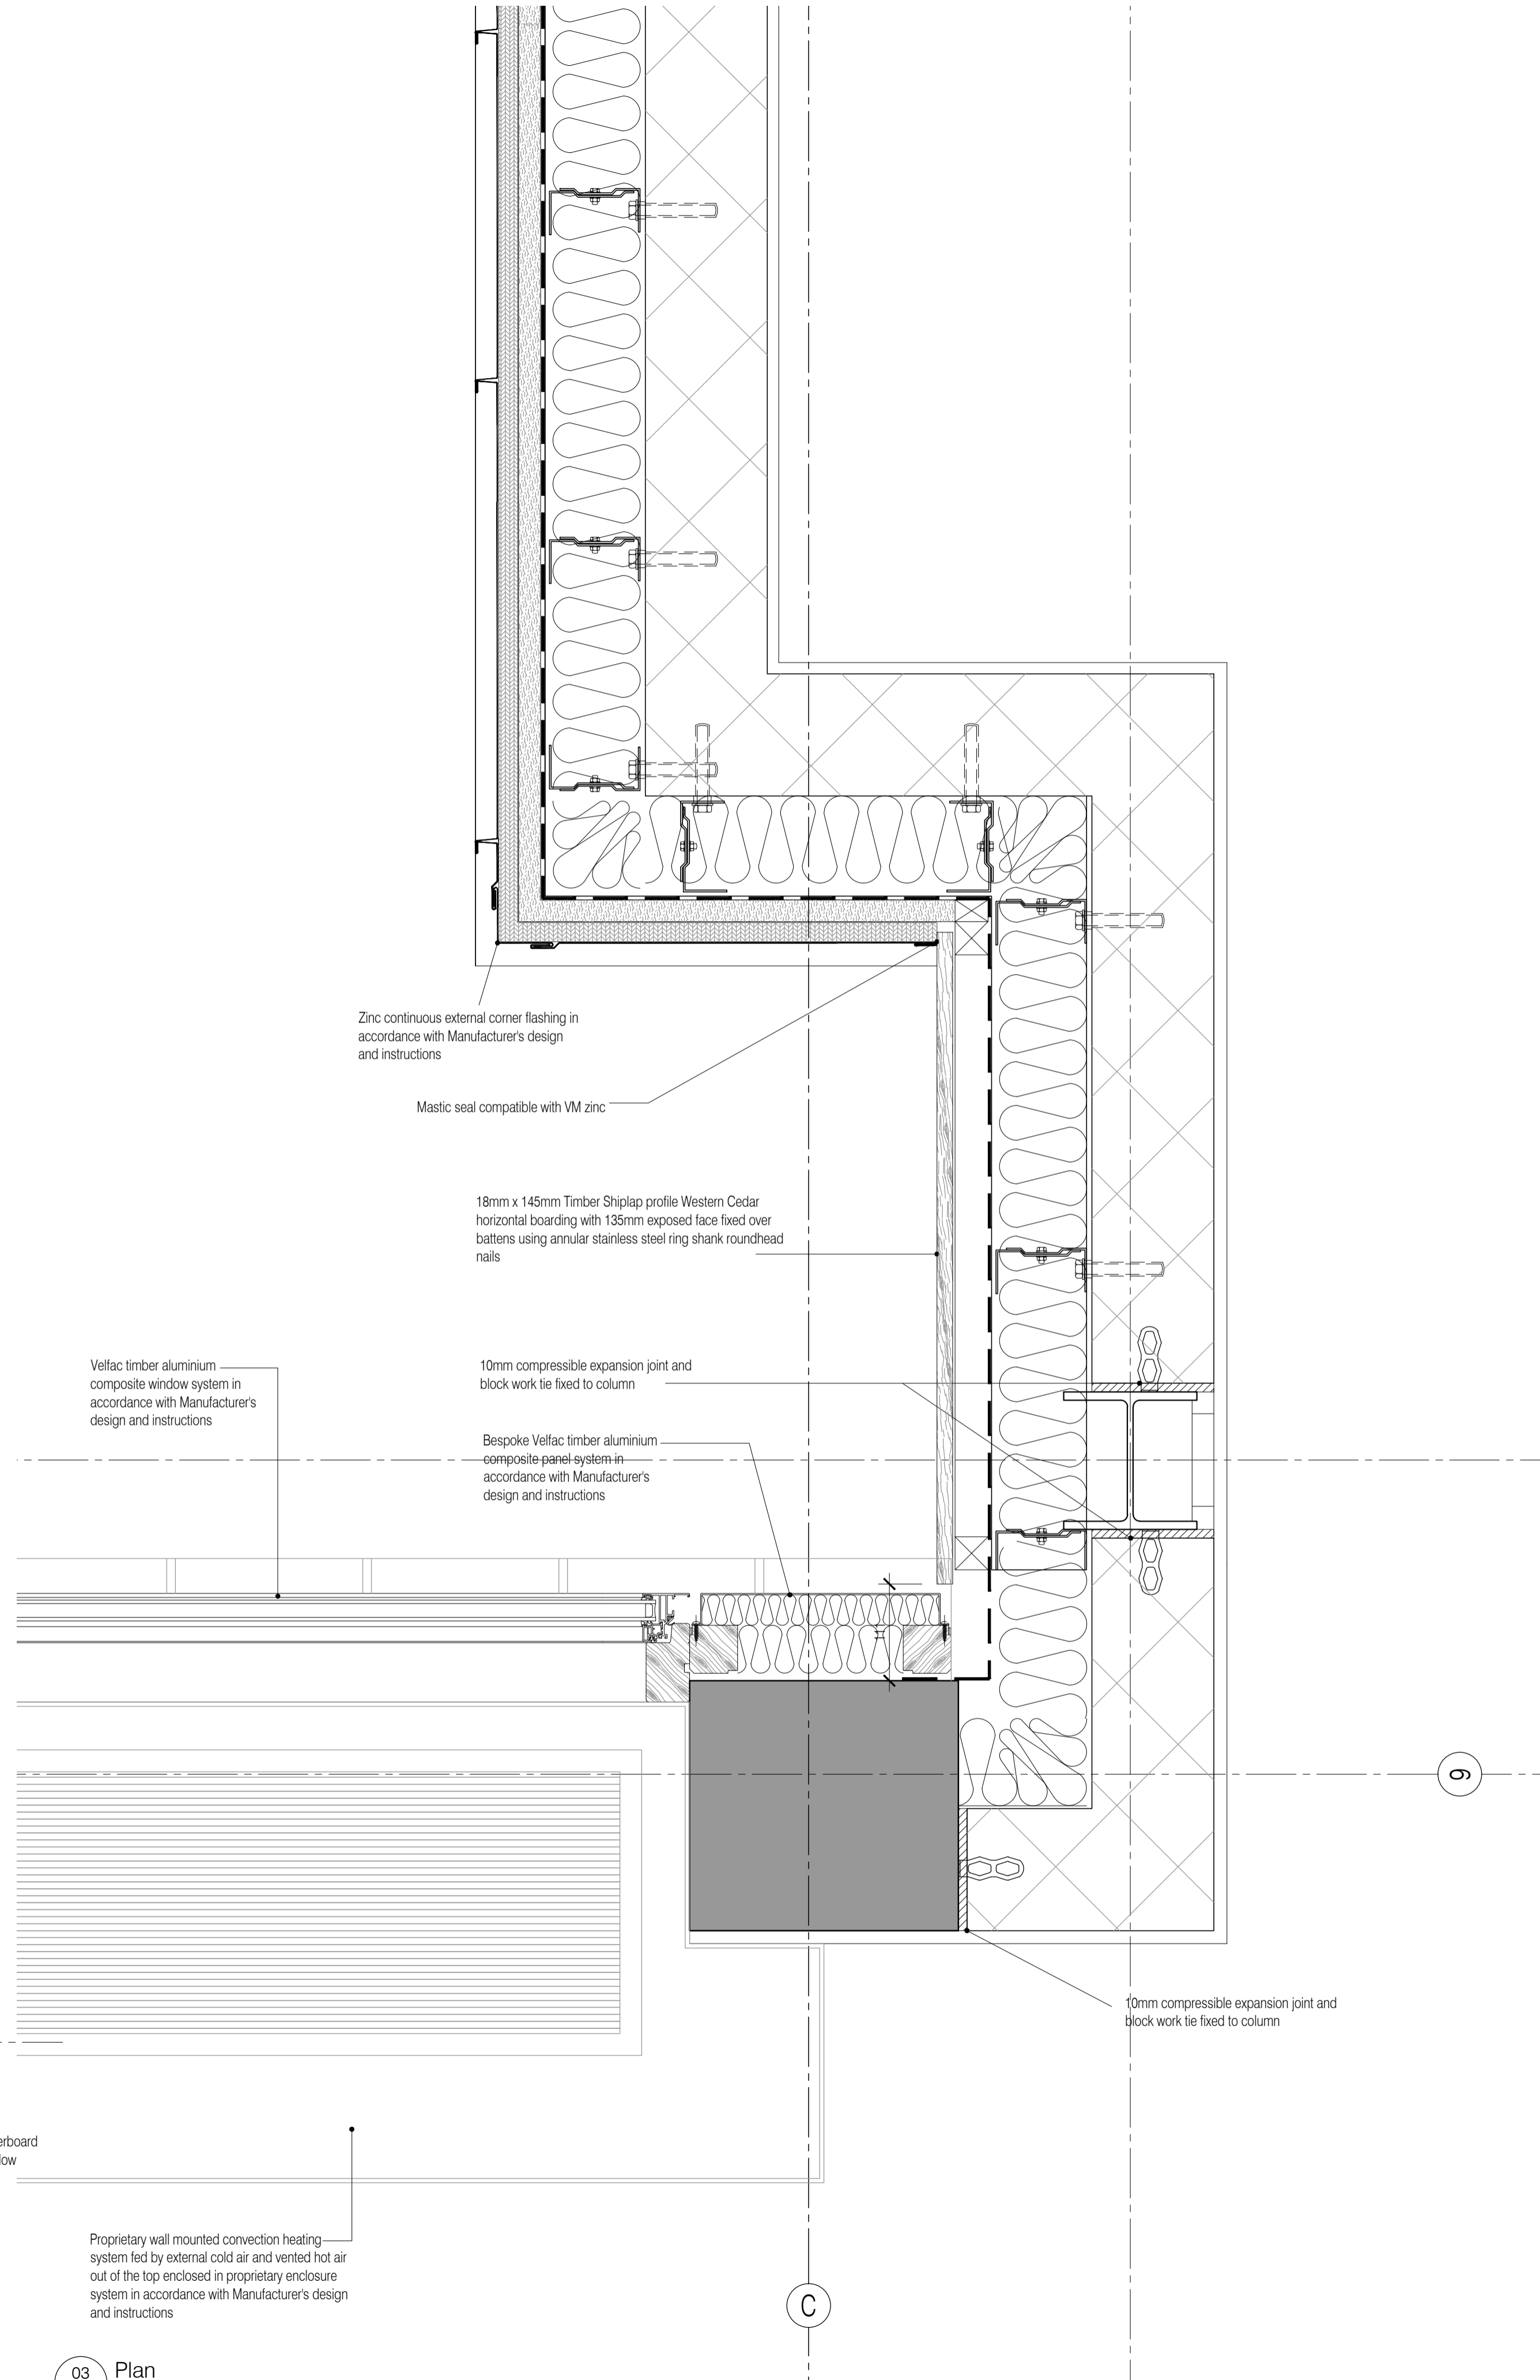 Zinc continuous external corner flashing in
accordance with Manufacturer's design
and instructions
Mastic seal compatible with VM zinc
18mm x 145mm Timber Shiplap profile Western Cedar
horizontal boarding with 135mm exposed face fixed over
battens using annular stainless steel ring shank roundhead
nails
Velfac timber aluminium
composite window system in
accordance with Manufacturer's
design and instructions
10mm compressible expansion joint and
block work tie fixed to column
Bespoke Velfac timber aluminium
composite panel system in
accordance with Manufacturer's
design and instructions
6
10mm compressible expansion joint and
block work tie fixed to column
erboard
low
Proprietary wall mounted convection heating
system fed by external cold air and vented hot air
out of the top enclosed in proprietary enclosure
system in accordance with Manufacturer's design
and instructions
C
03 Plan